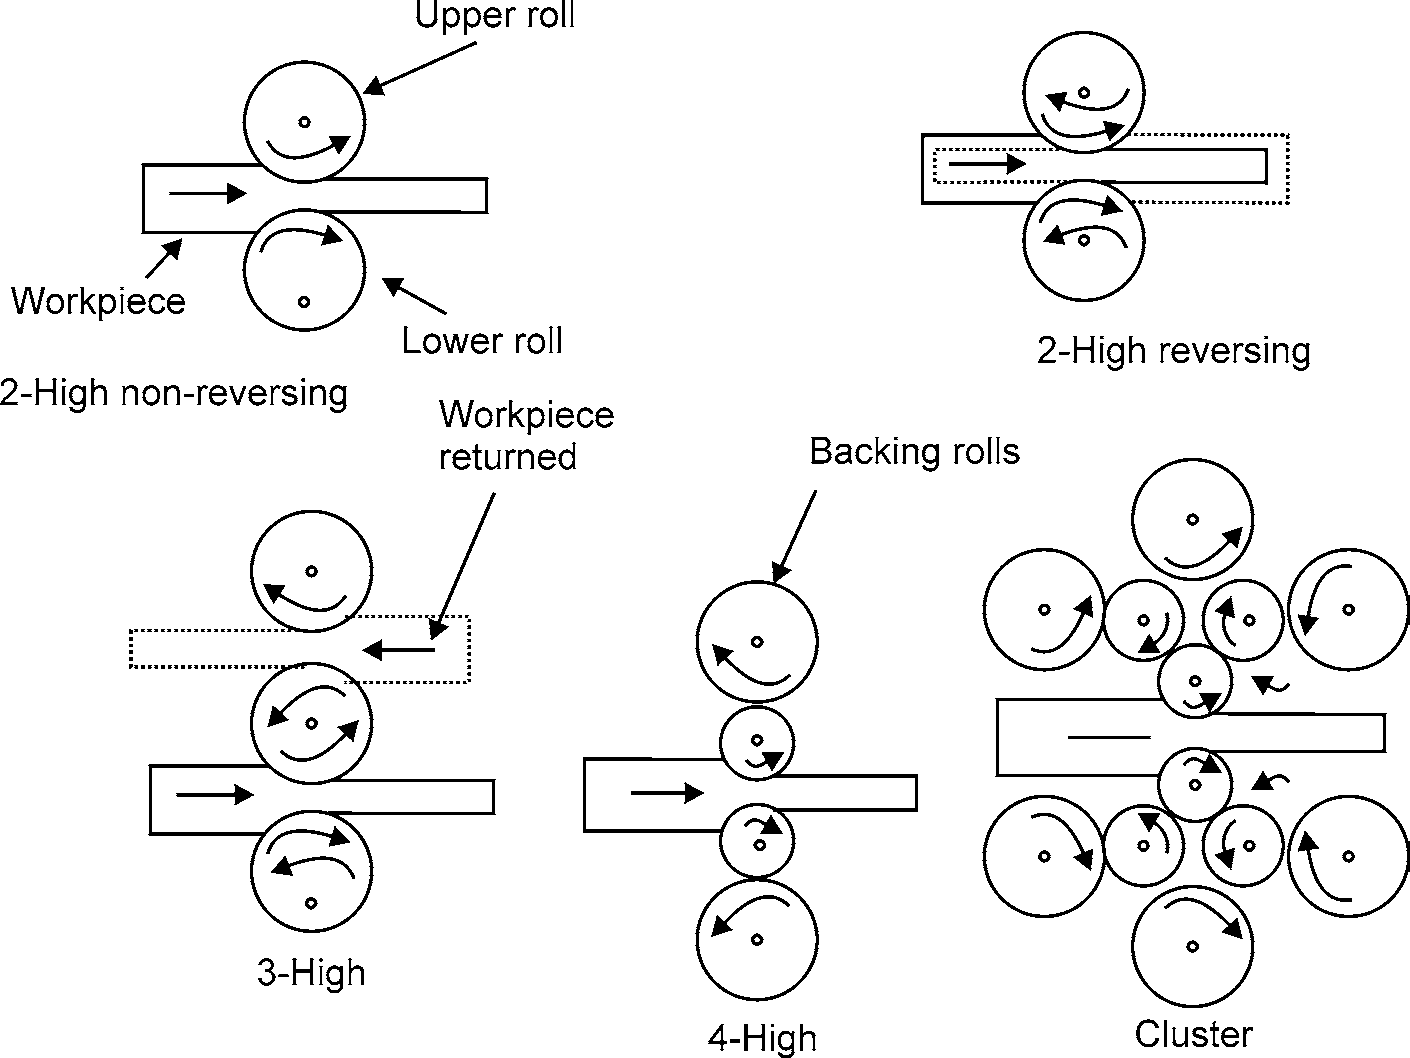 Upper roll
Workpiece
Lower roll
2-High non-reversing
2-High reversing
Workpiece
returned
Backing rolls
3-High
4-High
Cluster